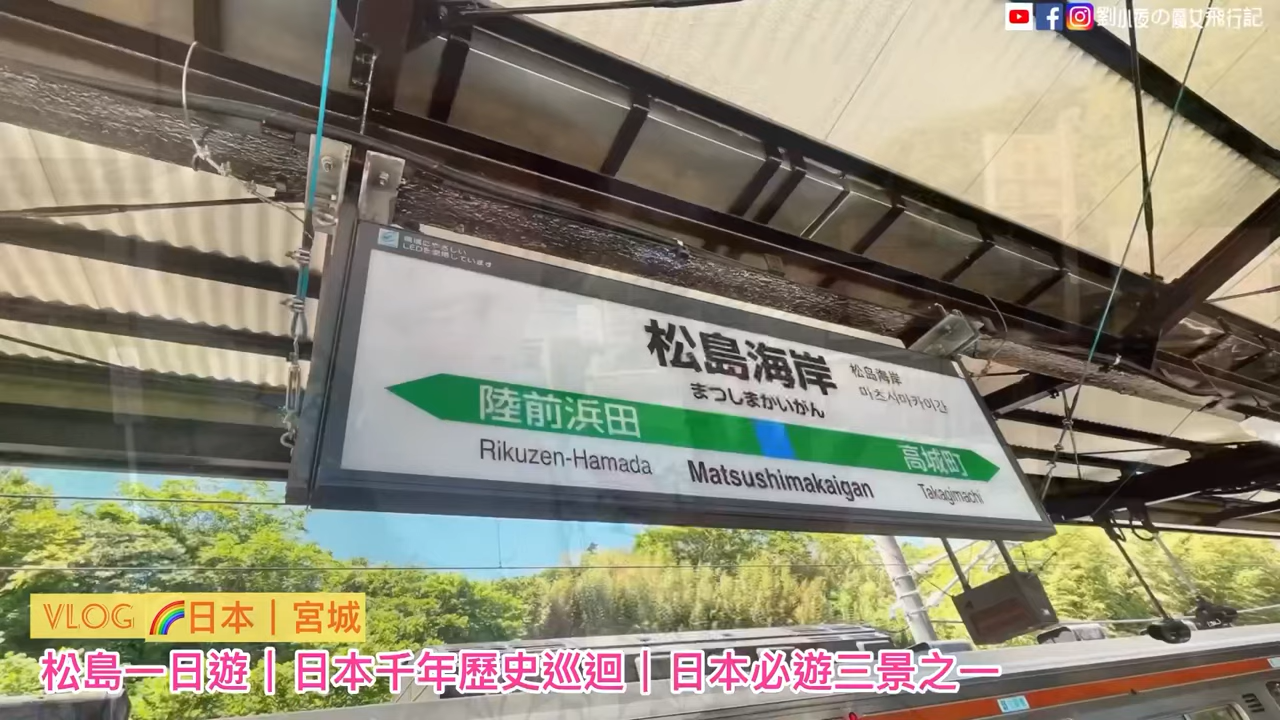 劉小夜の魔女飛行記
環境にやさしい
LEDを使用しています
松島海岸
まつしまかいがん
松岛海岸
마츠시마카이간
陸前浜田
高城町
Rikuzen-Hamada
Matsushimakaigan
Takagimachi
VLOG 🌈日本｜宮城
松島一日遊｜日本千年歷史巡迴｜日本必遊三景之一